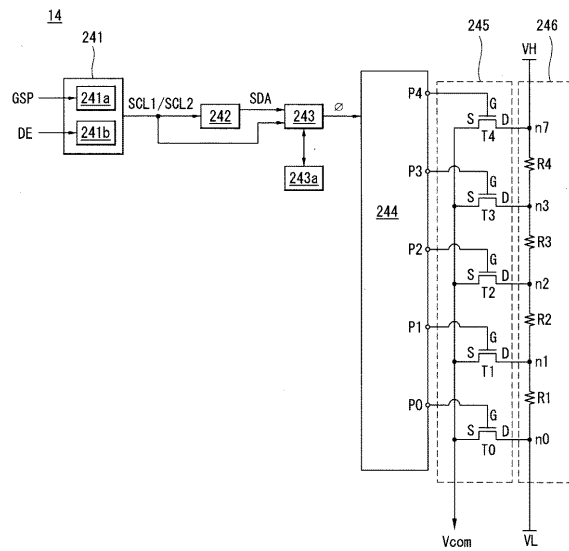 14
241
245
246
VH
GSP
241a
SCL1/SCL2
SDA
∅
P4
G
S
D
n7
T4
DE
241b
242
243
R4
243a
P3
G
S
D
n3
T3
244
R3
P2
G
S
D
n2
T2
R2
P1
G
S
D
n1
T1
R1
P0
G
S
D
n0
T0
Vcom
VL